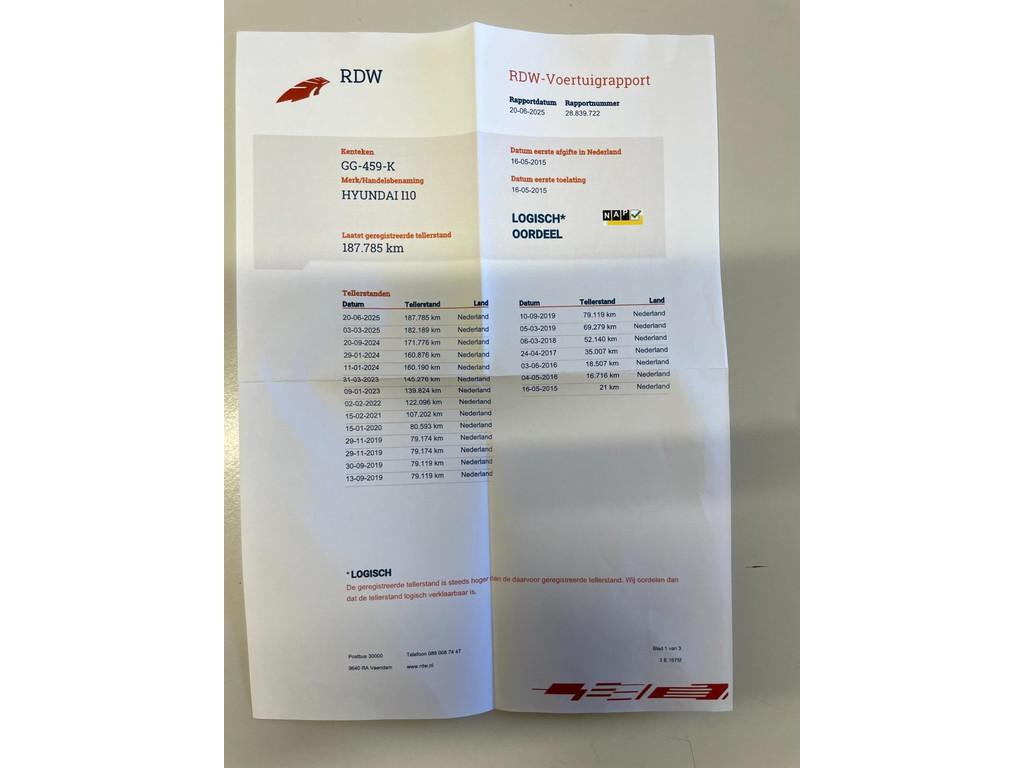 RDW
RDW-Voertuigrapport
Rapportdatum Rapportnummer
20-06-2025 28.839.722
Kenteken
GG-459-K
Merk/Handelsbenaming
HYUNDAI I10
Laatst geregistreerde tellerstand
187.785 km
Datum eerste afgifte in Nederland
16-05-2015
Datum eerste toelating
16-05-2015
LOGISCH*
OORDEEL
NAP
Tellerstanden
Datum Tellerstand Land
20-06-2025 187.785 km Nederland
03-03-2025 182.189 km Nederland
20-09-2024 171.776 km Nederland
29-01-2024 160.876 km Nederland
11-01-2024 160.190 km Nederland
31-03-2023 145.276 km Nederland
09-01-2023 139.824 km Nederland
02-02-2022 122.096 km Nederland
15-02-2021 107.202 km Nederland
15-01-2020 80.593 km Nederland
29-11-2019 79.174 km Nederland
29-11-2019 79.174 km Nederland
30-09-2019 79.119 km Nederland
13-09-2019 79.119 km Nederland
Datum Tellerstand Land
10-09-2019 79.119 km Nederland
05-03-2019 69.279 km Nederland
06-03-2018 52.140 km Nederland
24-04-2017 35.007 km Nederland
03-06-2016 16.507 km Nederland
04-05-2016 16.716 km Nederland
16-05-2015 21 km Nederland
* LOGISCH
De geregistreerde tellerstand is steeds hoger dan de daarvoor geregistreerde tellerstand. Wij oordelen dan
dat de tellerstand logisch verklaarbaar is.
Postbus 30000 Telefoon 088 008 74 47
9640 RA Veendam www.rdw.nl
Blad 1 van 3